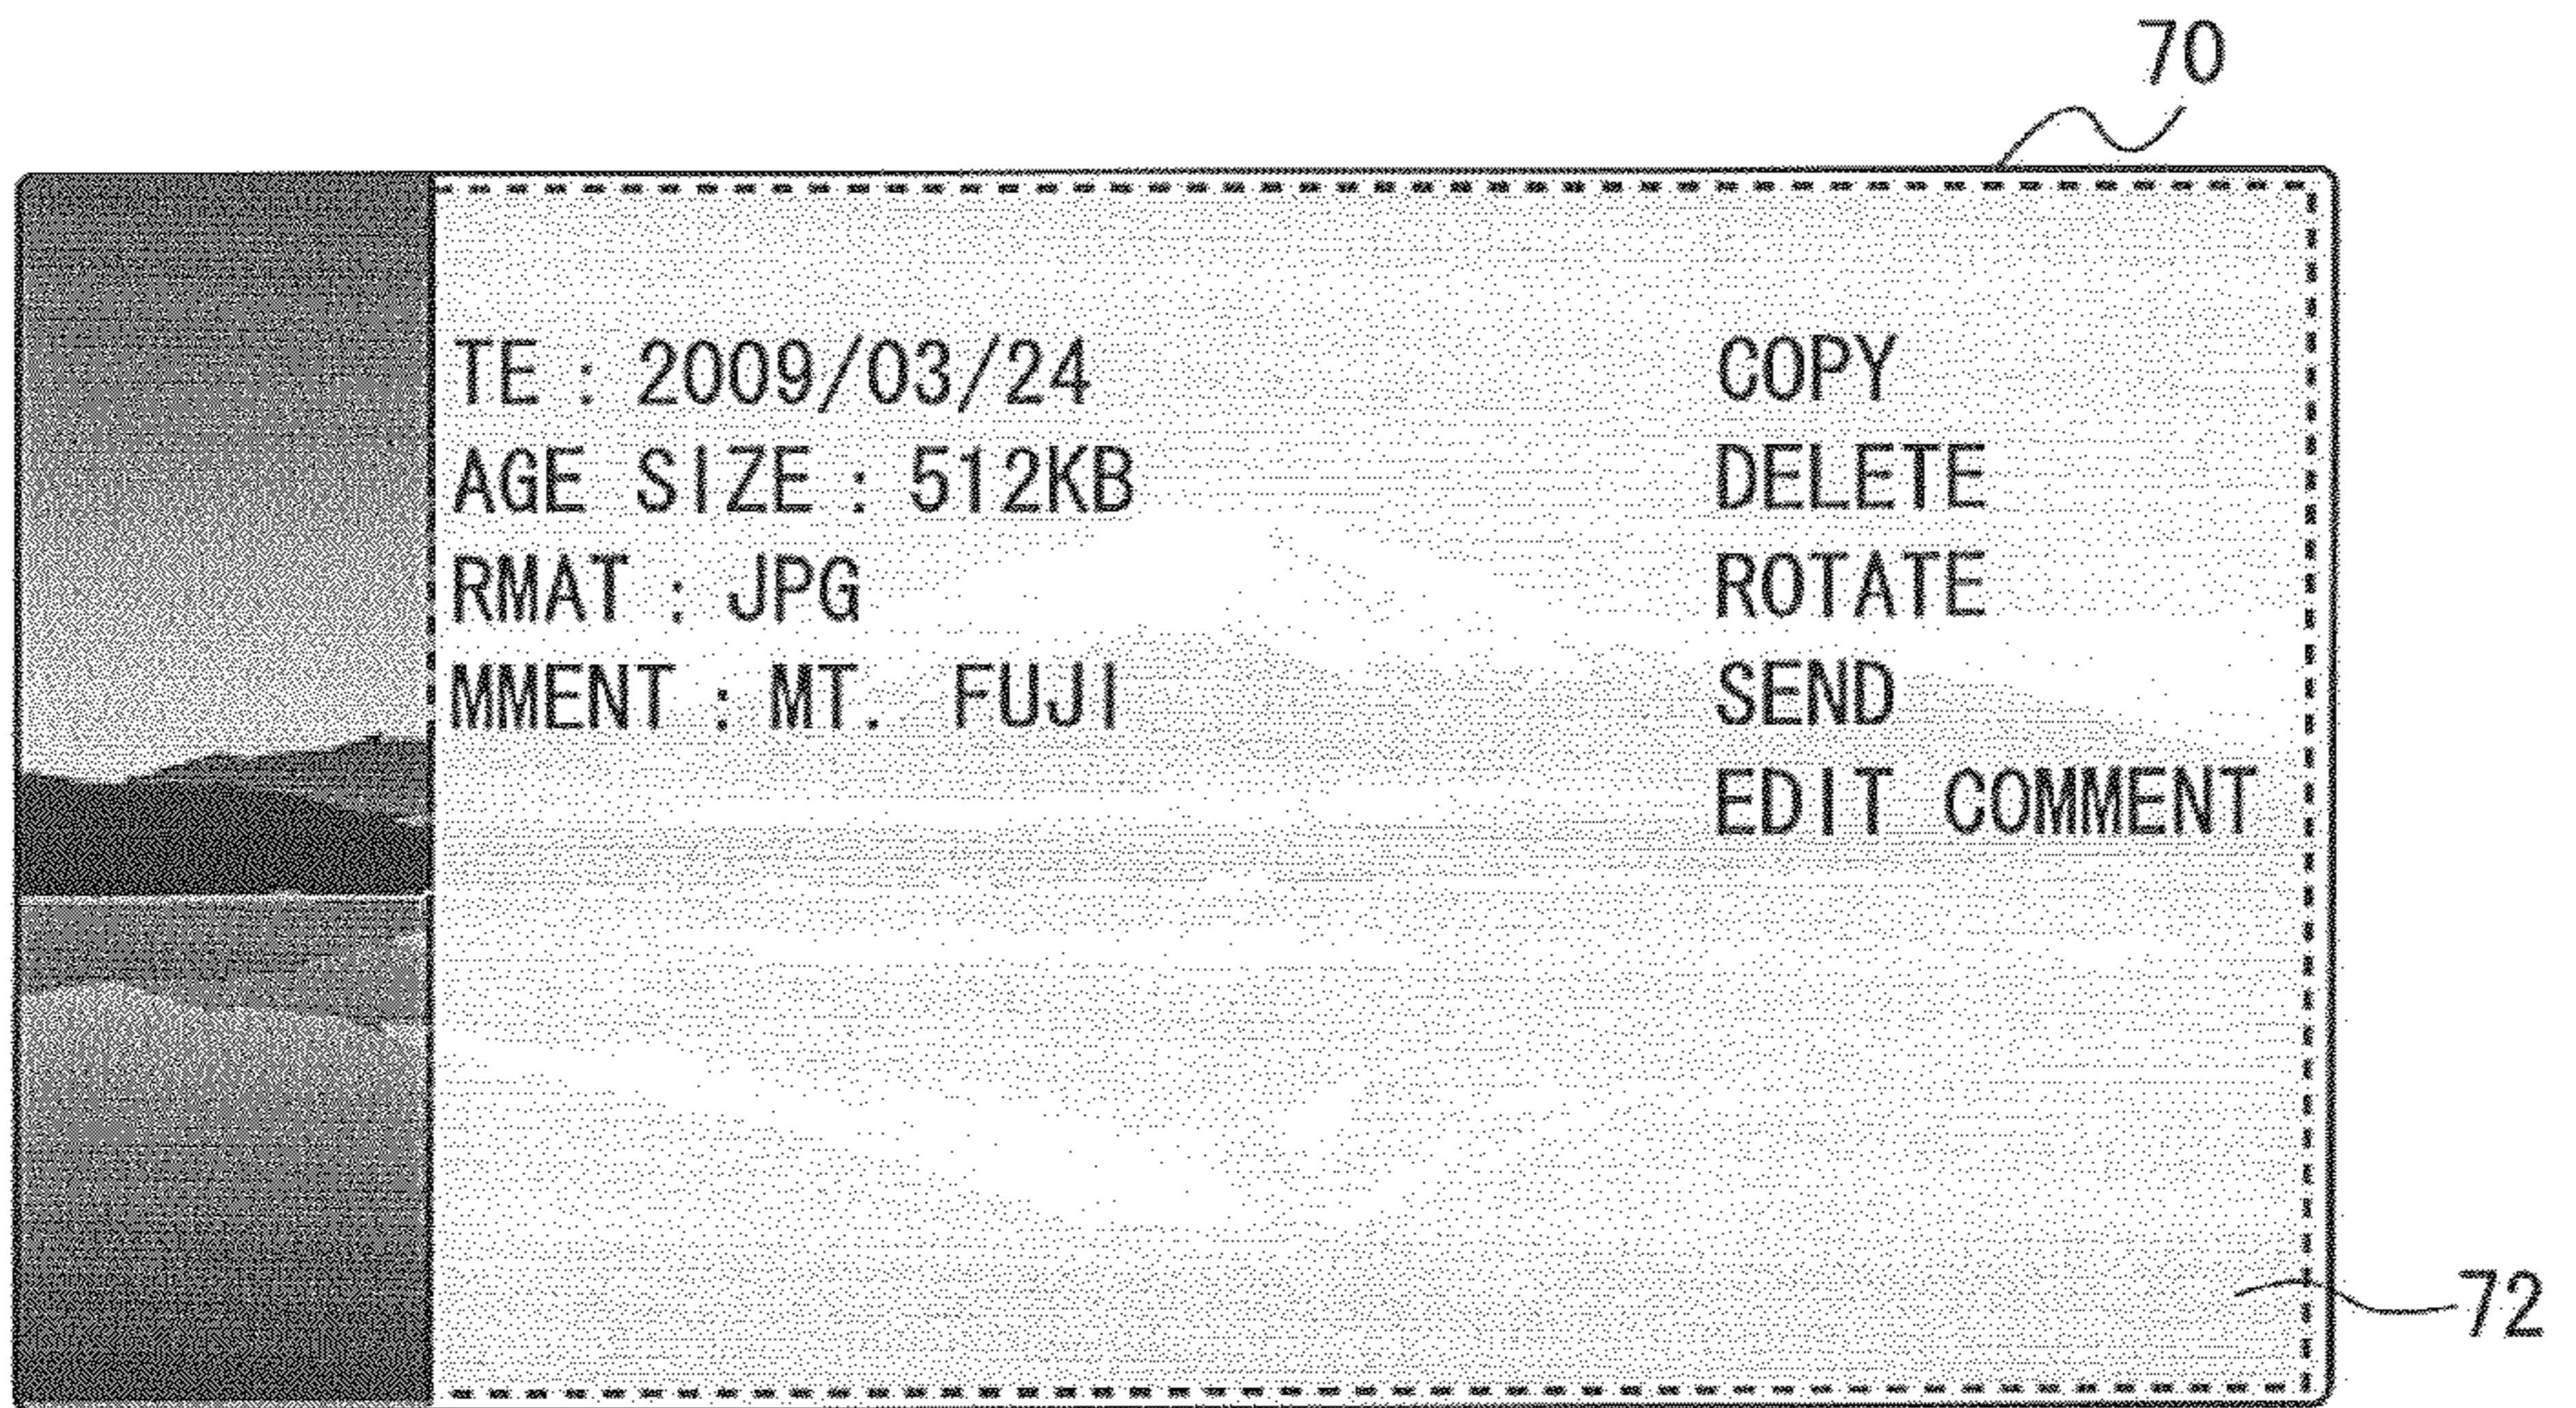 70
TE : 2009/03/24
AGE SIZE : 512KB
RMAT : JPG
MMENT : MT. FUJI
COPY
DELETE
ROTATE
SEND
EDIT COMMENT
72